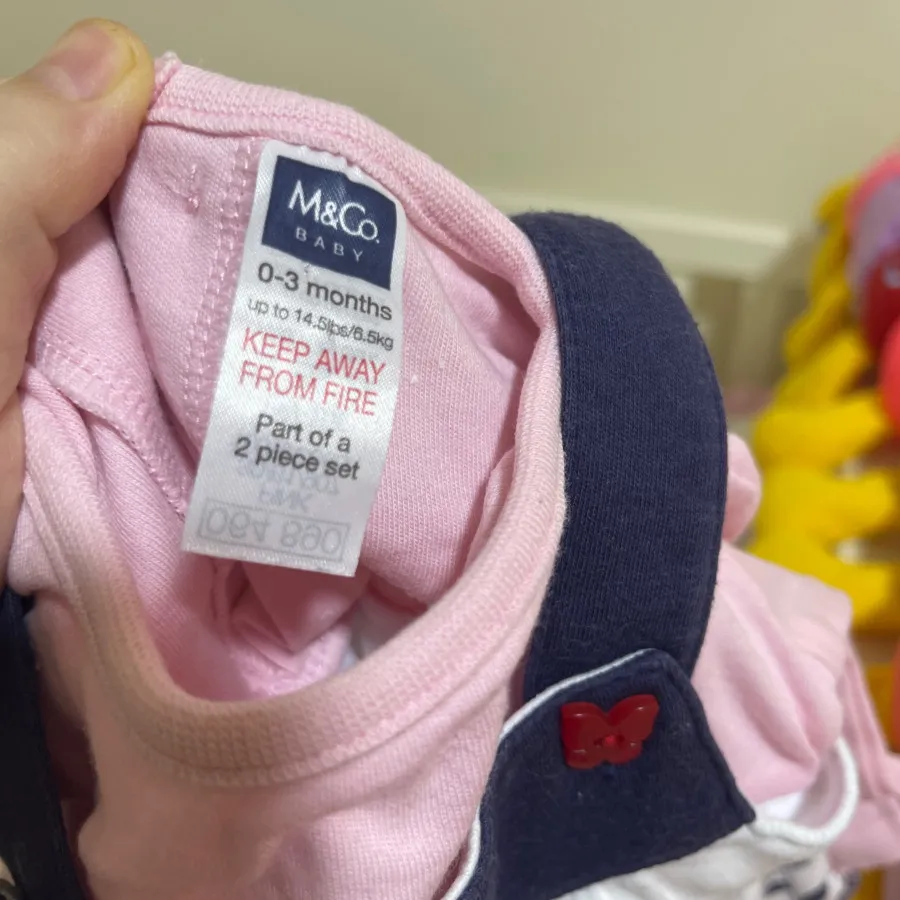 M&Co.
BABY
0-3 months
up to 14.5lbs/6.5kg
KEEP AWAY
FROM FIRE
Part of a
2 piece set